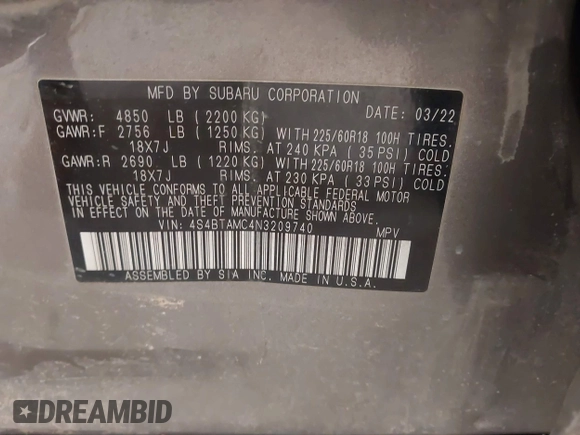 MFD BY SUBARU CORPORATION
GVWR: 4850 LB (2200 KG) DATE: 03/22
GAWR:F 2756 LB (1250 KG) WITH 225/60R18 100H TIRES.
18X7J RIMS. AT 240 KPA ( 35 PSI) COLD
GAWR:R 2690 LB (1220 KG) WITH 225/60R18 100H TIRES.
18X7J RIMS. AT 230 KPA ( 33 PSI) COLD
THIS VEHICLE CONFORMS TO ALL APPLICABLE FEDERAL MOTOR
VEHICLE SAFETY AND THEFT PREVENTION STANDARDS
IN EFFECT ON THE DATE OF MANUFACTURE SHOWN ABOVE.
VIN: 4S4BTAMC4N3209740 MPV
ASSEMBLED BY SIA INC. MADE IN U.S.A.
DREAMBID